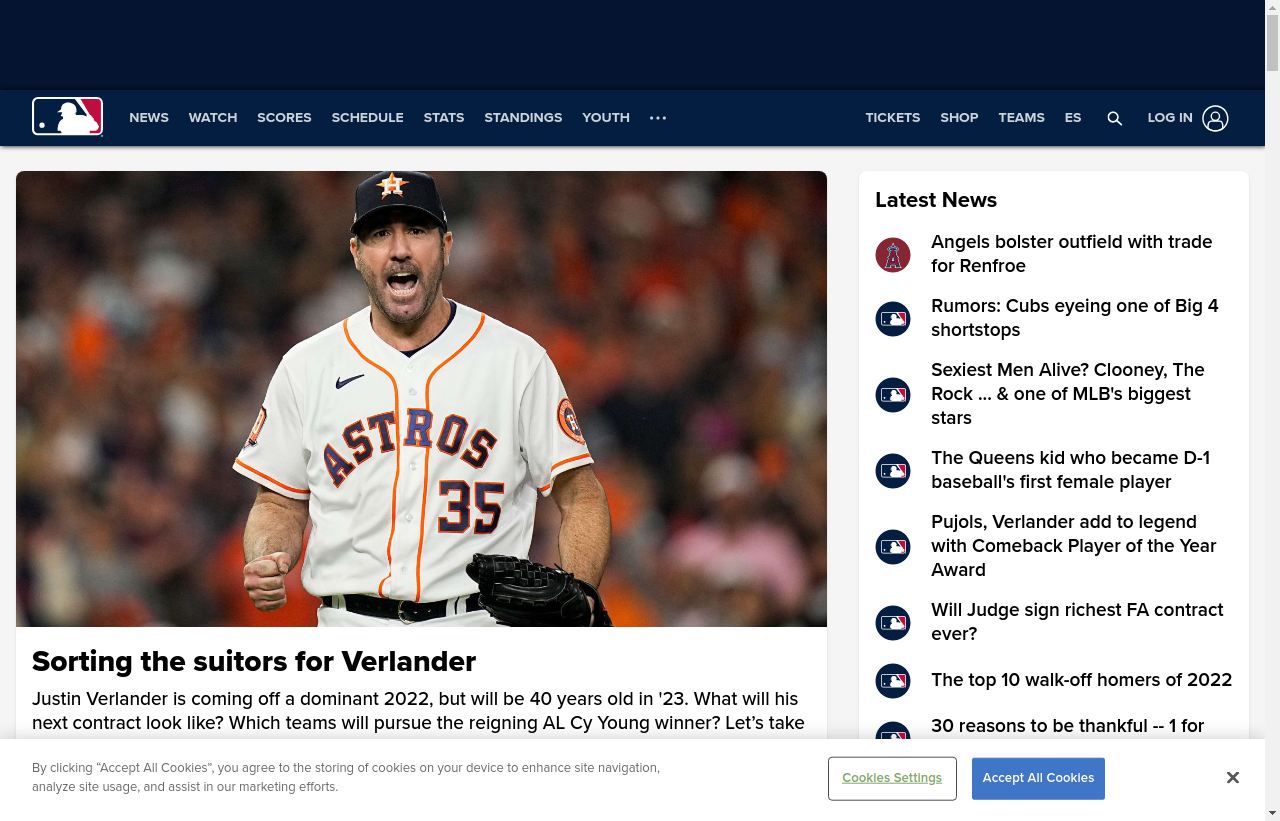 NEWS WATCH SCORES SCHEDULE STATS STANDINGS YOUTH ... TICKETS SHOP TEAMS ES LOG IN
H
ASTROS
35
Sorting the suitors for Verlander
Justin Verlander is coming off a dominant 2022, but will be 40 years old in '23. What will his
next contract look like? Which teams will pursue the reigning AL Cy Young winner? Let’s take
Latest News
Angels bolster outfield with trade
for Renfroe
Rumors: Cubs eyeing one of Big 4
shortstops
Sexiest Men Alive? Clooney, The
Rock ... & one of MLB's biggest
stars
The Queens kid who became D-1
baseball's first female player
Pujols, Verlander add to legend
with Comeback Player of the Year
Award
Will Judge sign richest FA contract
ever?
The top 10 walk-off homers of 2022
30 reasons to be thankful -- 1 for
By clicking “Accept All Cookies”, you agree to the storing of cookies on your device to enhance site navigation,
analyze site usage, and assist in our marketing efforts.
Cookies Settings
Accept All Cookies